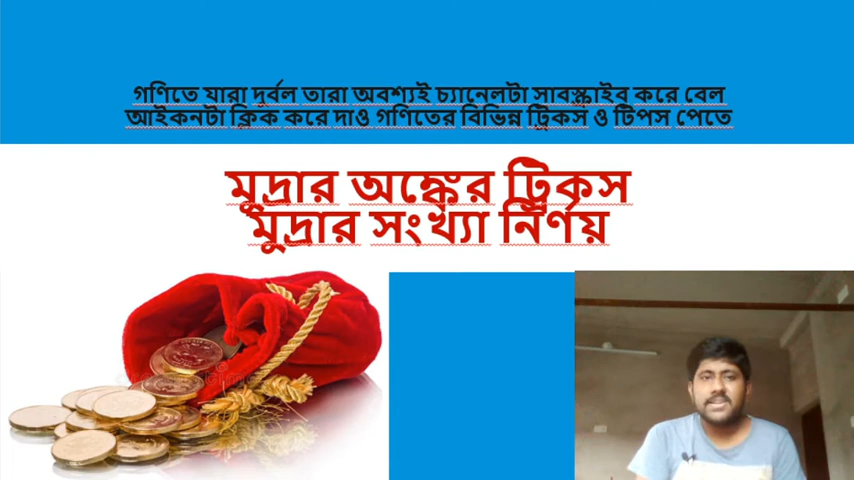 গণিতে যারা দুর্বল তারা অবশ্যই চ্যানেলটা সাবস্ক্রাইব করে বেল
আইকনটা ক্লিক করে দাও গণিতের বিভিন্ন ট্রিকস ও টিপস পেতে
মুদ্রার অঙ্কের ট্রিকস
মুদ্রার সংখ্যা নির্ণয়